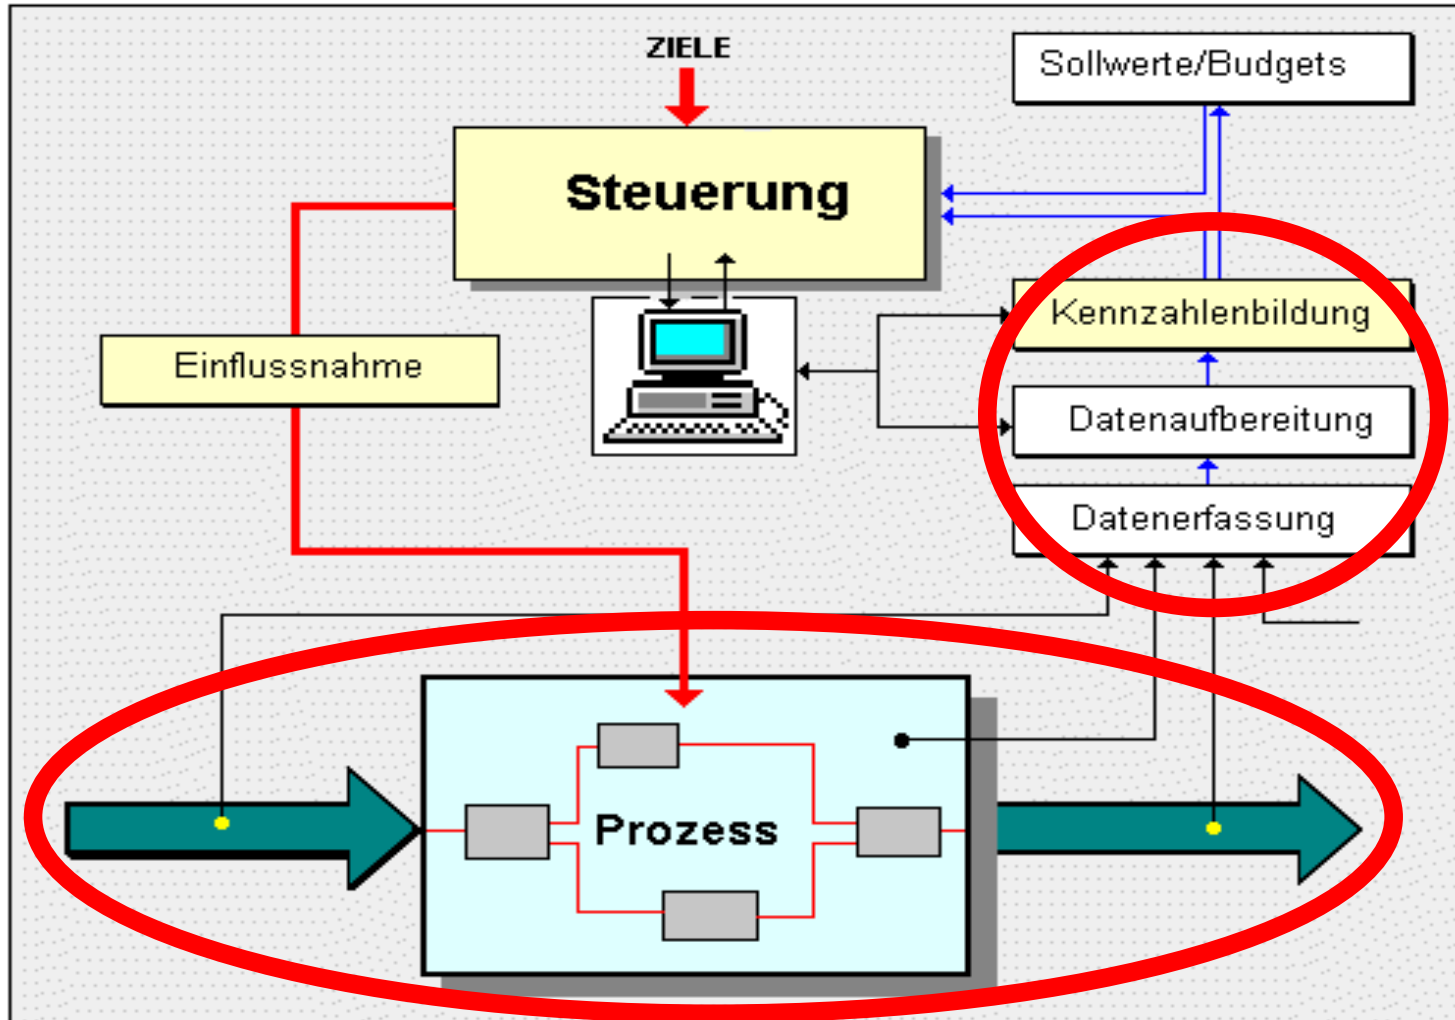 ZIELE
Sollwerte/Budgets
Steuerung
Kennzahlenbildung
Einflussnahme
Datenaufbereitung
Datenerfassung
Prozess